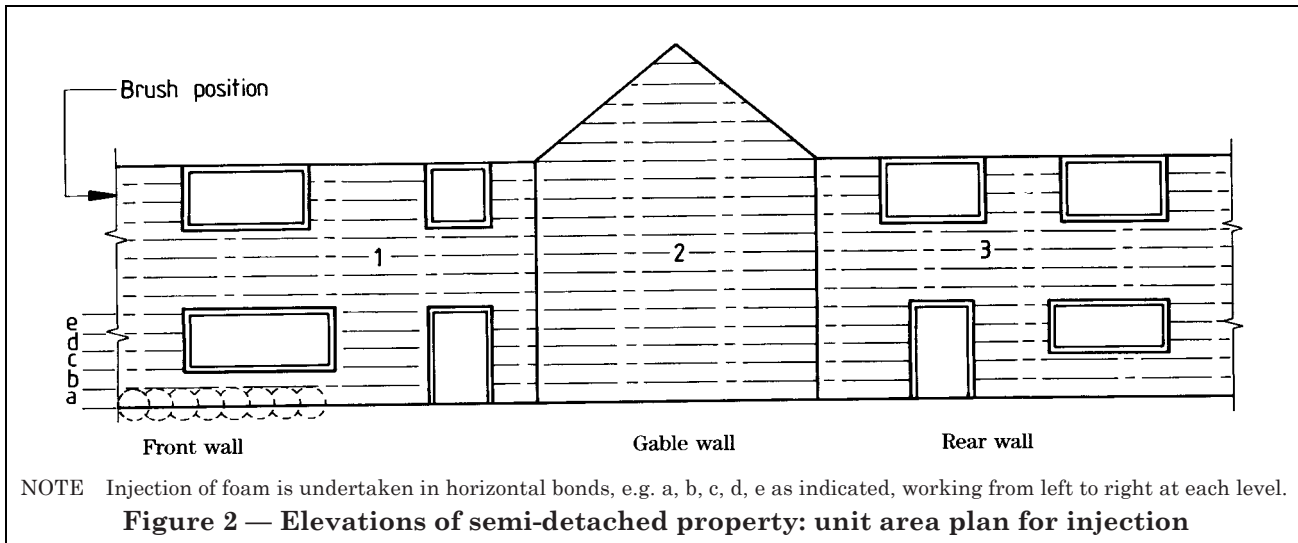 Brush position
1
2
3
e
d
c
b
a
Front wall
Gable wall
Rear wall
NOTE Injection of foam is undertaken in horizontal bonds, e.g. a, b, c, d, e as indicated, working from left to right at each level.
Figure 2 — Elevations of semi-detached property: unit area plan for injection